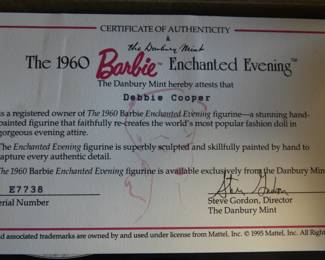 CERTIFICATE OF AUTHENTICITY
&
the Danbury Mint
The 1960 Barbie™ Enchanted Evening™
The Danbury Mint hereby attests that
Debbie Cooper
is a registered owner of The 1960 Barbie Enchanted Evening figurine—a stunning hand-
painted figurine that faithfully re-creates the world's most popular fashion doll in
gorgeous evening attire.
The Enchanted Evening figurine is superbly sculpted and skillfully painted by hand to
capture every authentic detail.
The 1960 Barbie Enchanted Evening figurine is available exclusively from the Danbury Mint
E7738
Serial Number
Steve Gordon
Steve Gordon, Director
The Danbury Mint
and associated trademarks are owned by and used under license from Mattel, Inc. © 1995 Mattel, Inc. All Righ